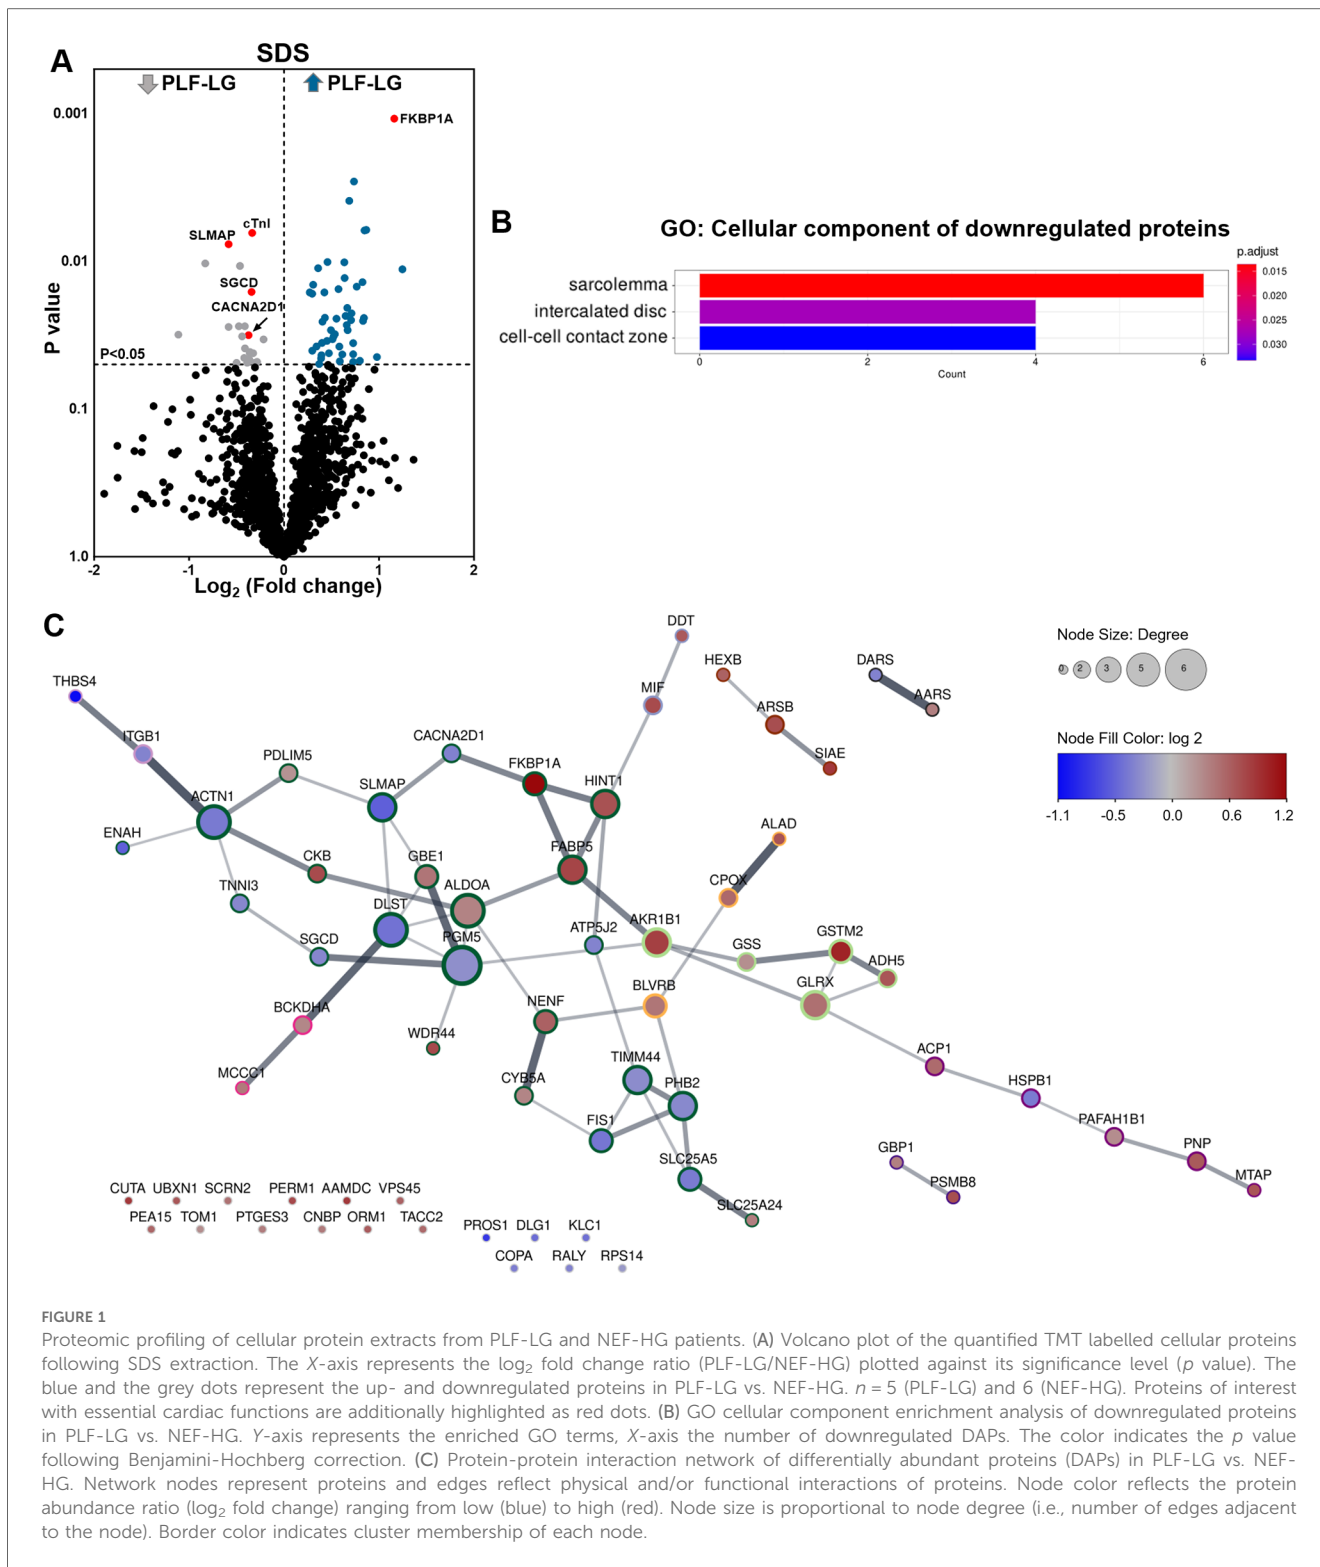 A
SDS
PLF-LG
PLF-LG
0.001
FKBP1A
cTnI
SLMAP
0.01
SGCD
CACNA2D1
P value
P<0.05
0.1
1.0
-2
-1
0
1
2
Log2 (Fold change)
B
GO: Cellular component of downregulated proteins
p.adjust
sarcolemma
intercalated disc
cell-cell contact zone
0.015
0.020
0.025
0.030
0
2
4
6
Count
C
DDT
HEXB
DARS
THBS4
MIF
AARS
ARSB
ITGB1
CACNA2D1
PDLIM5
SIAE
FKBP1A
SLMAP
HINT1
ACTN1
ALAD
ENAH
CKB
GBE1
FABP5
CPOX
TNNI3
ALDOA
DLST
ATP5J2
AKR1B1
GSS
GSTM2
SGCD
PGM5
ADH5
GLRX
BLVRB
BCKDHA
NENF
WDR44
ACP1
TIMM44
MCCC1
CYB5A
PHB2
HSPB1
FIS1
PAFAH1B1
GBP1
PNP
SLC25A5
MTAP
PSMB8
SLC25A24
CUTA UBXN1 SCRN2 PERM1 AAMDC VPS45
PEA15 TOM1 PTGES3 CNBP ORM1 TACC2
PROS1 DLG1 KLC1
COPA RALY RPS14
Node Size: Degree
0 2 3 5 6
Node Fill Color: log 2
-1.1 -0.5 0.0 0.6 1.2
FIGURE 1
Proteomic profiling of cellular protein extracts from PLF-LG and NEF-HG patients. (A) Volcano plot of the quantified TMT labelled cellular proteins
following SDS extraction. The X-axis represents the log2 fold change ratio (PLF-LG/NEF-HG) plotted against its significance level (p value). The
blue and the grey dots represent the up- and downregulated proteins in PLF-LG vs. NEF-HG. n = 5 (PLF-LG) and 6 (NEF-HG). Proteins of interest
with essential cardiac functions are additionally highlighted as red dots. (B) GO cellular component enrichment analysis of downregulated proteins
in PLF-LG vs. NEF-HG. Y-axis represents the enriched GO terms, X-axis the number of downregulated DAPs. The color indicates the p value
following Benjamini-Hochberg correction. (C) Protein-protein interaction network of differentially abundant proteins (DAPs) in PLF-LG vs. NEF-
HG. Network nodes represent proteins and edges reflect physical and/or functional interactions of proteins. Node color reflects the protein
abundance ratio (log2 fold change) ranging from low (blue) to high (red). Node size is proportional to node degree (i.e., number of edges adjacent
to the node). Border color indicates cluster membership of each node.